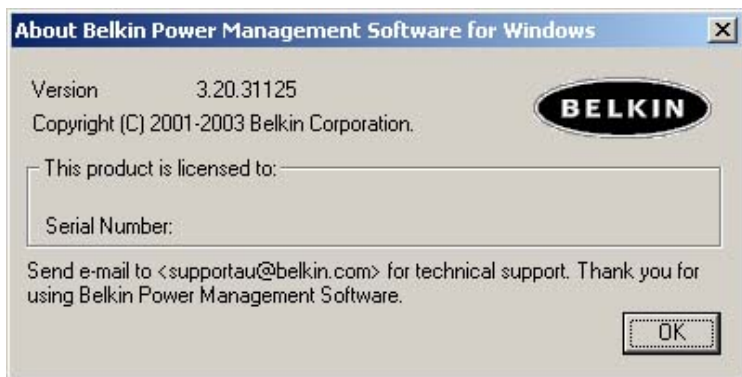 About Belkin Power Management Software for Windows
Version 3.20.31125
BELKIN
Copyright (C) 2001-2003 Belkin Corporation.
This product is licensed to:
Serial Number:
Send e-mail to <supportau@belkin.com> for technical support. Thank you for
using Belkin Power Management Software.
OK